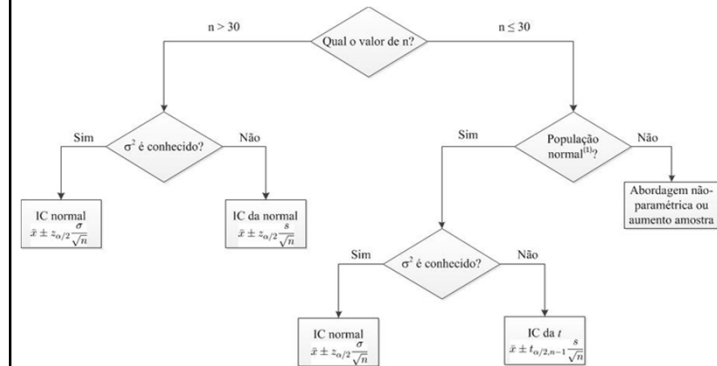 Qual o valor de n?
n > 30
n ≤ 30
σ² é conhecido?
Sim
Não
IC normal
x̄ ± z_{α/2} σ/√n
IC da normal
x̄ ± z_{α/2} s/√n
População
normal⁽¹⁾?
Sim
Não
Abordagem não-
paramétrica ou
aumento amostra
σ² é conhecido?
Sim
Não
IC normal
x̄ ± z_{α/2} σ/√n
IC da t
x̄ ± t_{α/2,n−1} s/√n